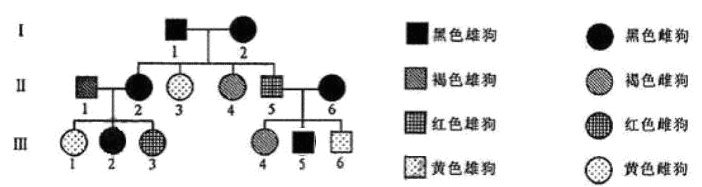 I
1 2
黑色雄狗 黑色雌狗
II
1 2 3 4 5 6
褐色雄狗 褐色雌狗
红色雄狗 红色雌狗
III
1 2 3 4 5 6
黄色雄狗 黄色雌狗